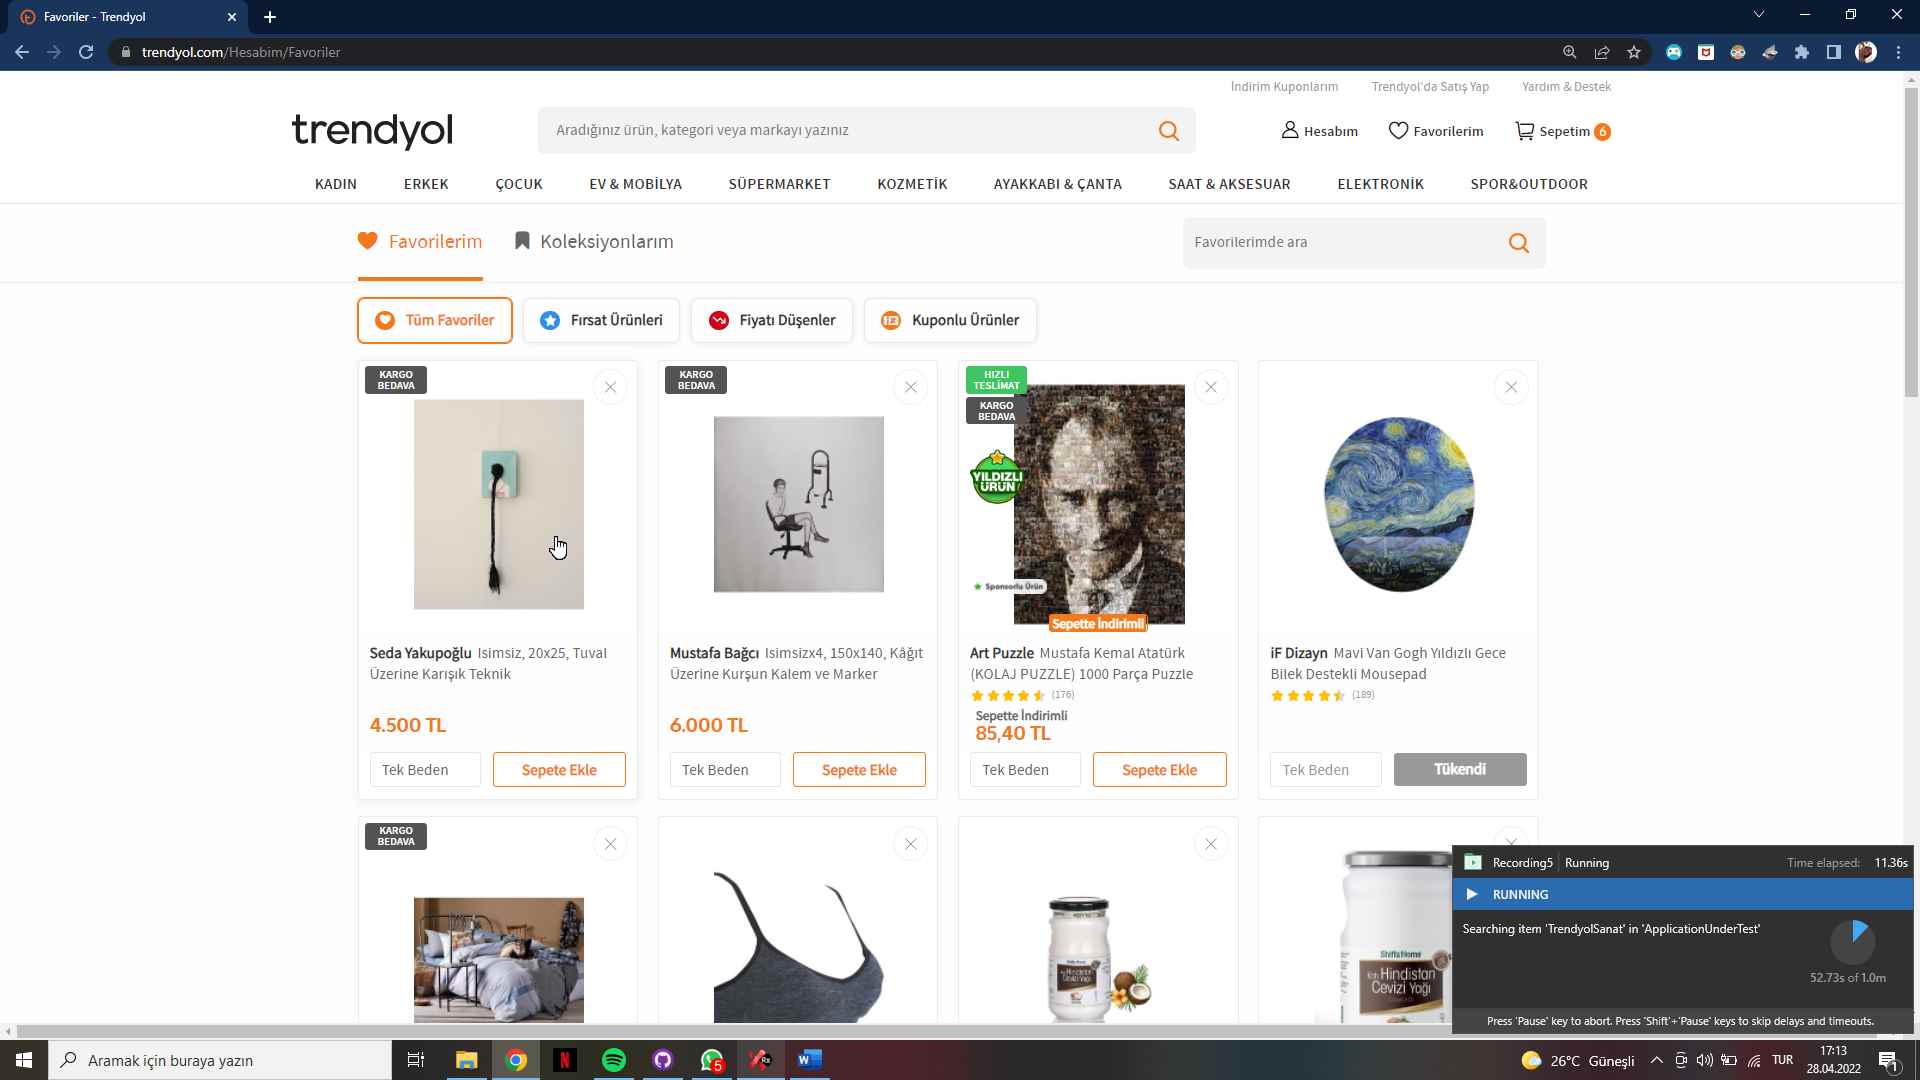 Favoriler - Trendyol
trendyol.com/Hesabim/Favoriler
İndirim Kuponlarım Trendyol'da Satış Yap Yardım & Destek
trendyol
Aradığınız ürün, kategori veya markayı yazınız
Hesabım Favorilerim Sepetim 6
KADIN ERKEK ÇOCUK EV & MOBİLYA SÜPERMARKET KOZMETİK AYAKKABI & ÇANTA SAAT & AKSESUAR ELEKTRONİK SPOR&OUTDOOR
Favorilerim Koleksiyonlarım
Favorilerimde ara
Tüm Favoriler Fırsat Ürünleri Fiyatı Düşenler Kuponlu Ürünler
KARGO
BEDAVA
Seda Yakupoğlu Isimsiz, 20x25, Tuval
Üzerine Karışık Teknik
4.500 TL
Tek Beden Sepete Ekle
KARGO
BEDAVA
Mustafa Bağcı Isimsizx4, 150x140, Kâğıt
Üzerine Kurşun Kalem ve Marker
6.000 TL
Tek Beden Sepete Ekle
HIZLI
TESLİMAT
KARGO
BEDAVA
YILDIZLI
ÜRÜN
Sponsorlu Ürün
Sepette İndirimli
Art Puzzle Mustafa Kemal Atatürk
(KOLAJ PUZZLE) 1000 Parça Puzzle
(176)
Sepette İndirimli
85,40 TL
Tek Beden Sepete Ekle
iF Dizayn Mavi Van Gogh Yıldızlı Gece
Bilek Destekli Mousepad
(189)
Tek Beden Tükendi
KARGO
BEDAVA
Hindistan
Cevizi Yağı
Shiffa Home
Hindistan
Cevizi Yağı
Recording5 Running Time elapsed: 11.36s
RUNNING
Searching item 'TrendyolSanat' in 'ApplicationUnderTest'
52.73s of 1.0m
Press 'Pause' key to abort. Press 'Shift'+'Pause' keys to skip delays and timeouts.
Aramak için buraya yazın
5
Rx
26°C Güneşli
TUR
17:13
28.04.2022
1